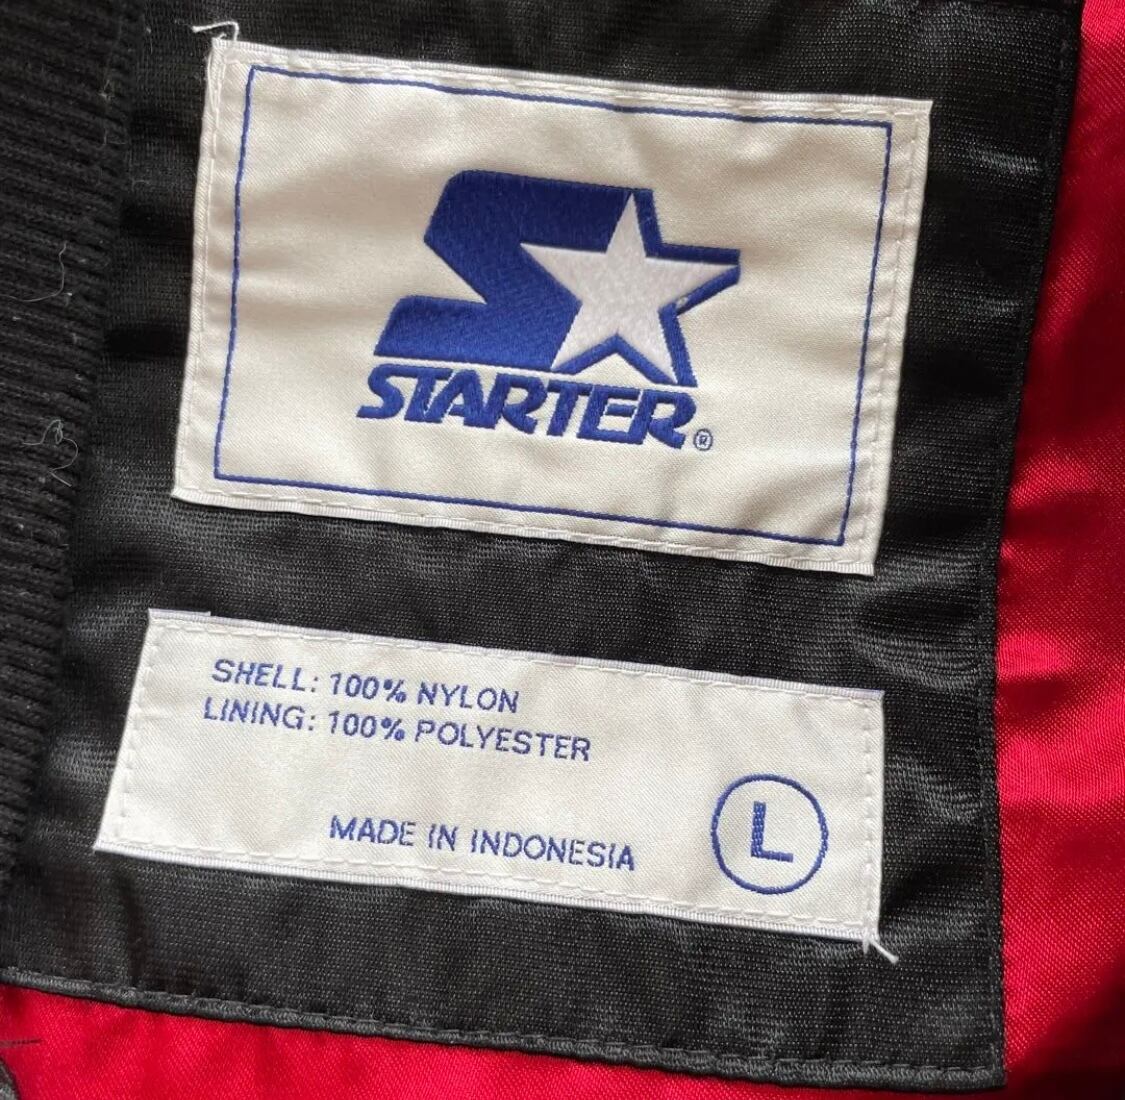 STARTER®
SHELL: 100% NYLON
LINING: 100% POLYESTER
MADE IN INDONESIA
L